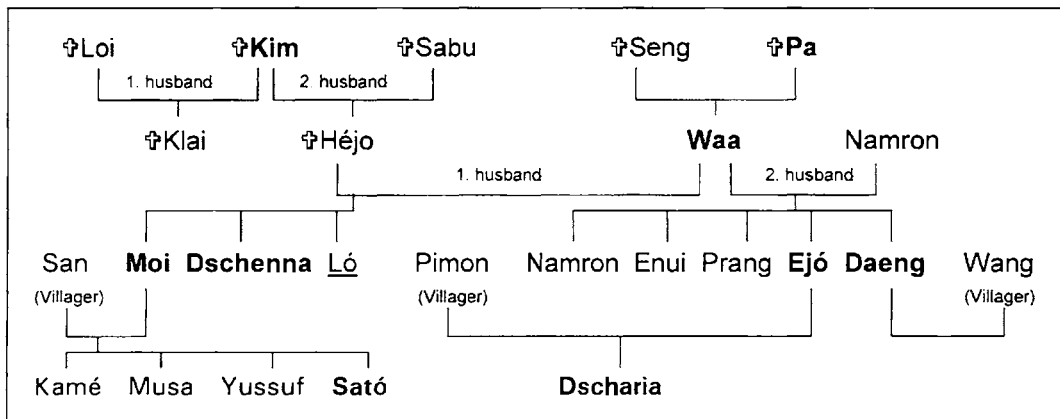 ✞Loi ✞Kim ✞Sabu ✞Seng ✞Pa
1. husband 2. husband
✞Klai ✞Héjo Waa Namron
1. husband 2. husband
San Moi Dschenna Ló Pimon Namron Enui Prang Ejó Daeng Wang
(Villager) (Villager) (Villager)
Kamé Musa Yussuf Sató Dscharia